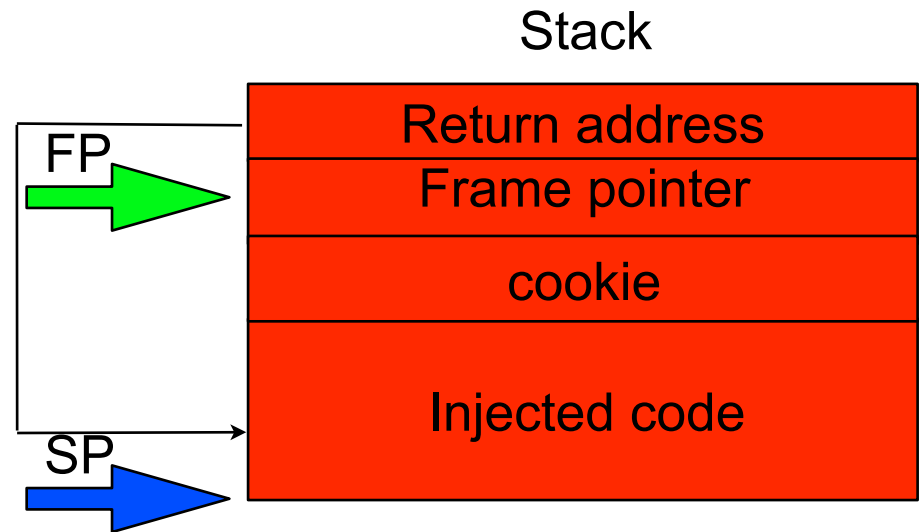 Stack
Return address
FP
Frame pointer
cookie
Injected code
SP